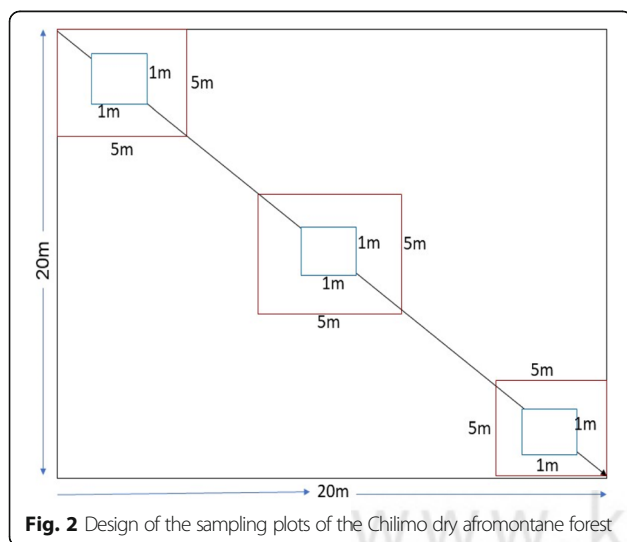 1m
5m
1m
5m
20m
1m
5m
1m
5m
5m
5m
1m
1m
20m
Fig. 2 Design of the sampling plots of the Chilimo dry afromontane forest